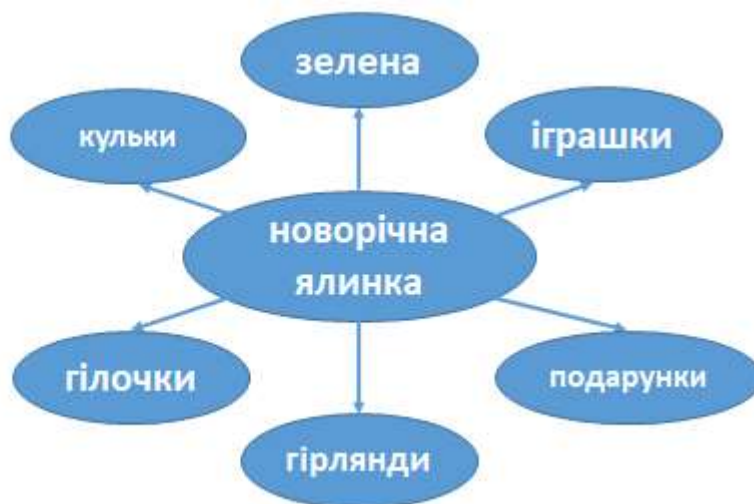 зелена
кульки
іграшки
новорічна
ялинка
гілочки
подарунки
гірлянди